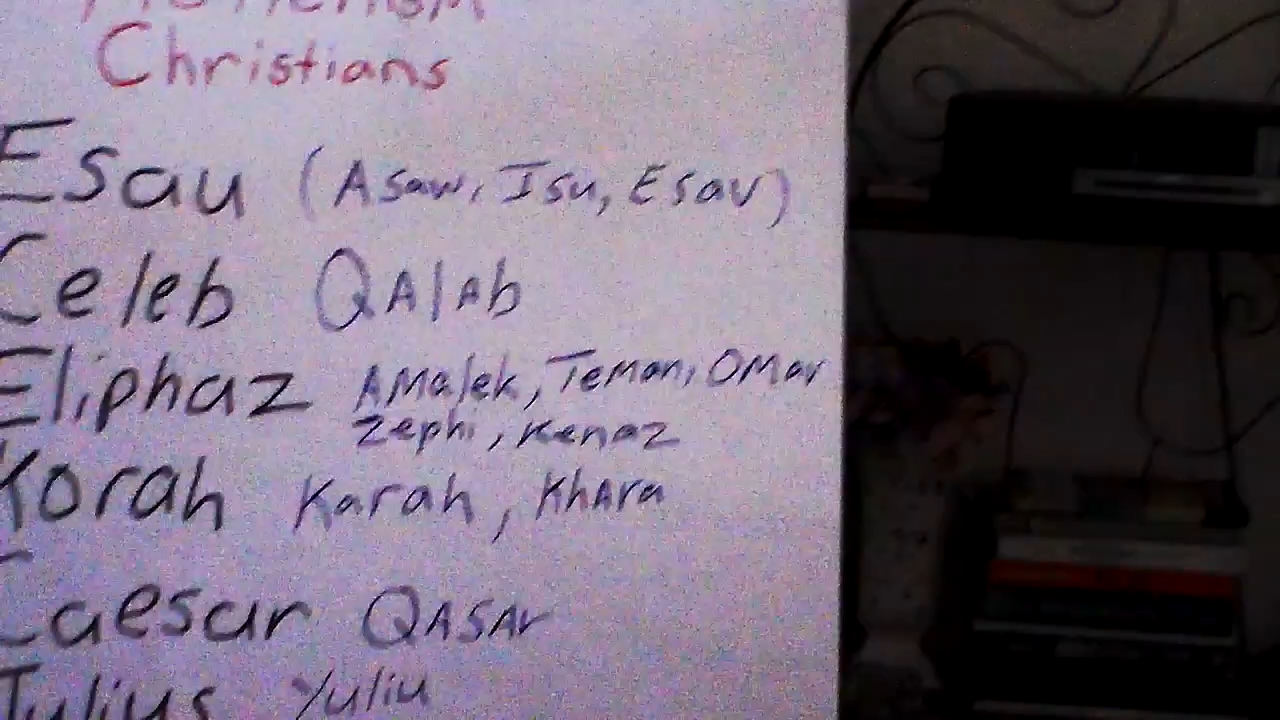 Christians
Esau (Asaw, Isu, Esav)
Celeb QAlAb
Eliphaz AMalek, Teman, OMar
Zephi, Kenaz
Korah Karah, KhAra
Caesar QASAr
Julius Yuliu